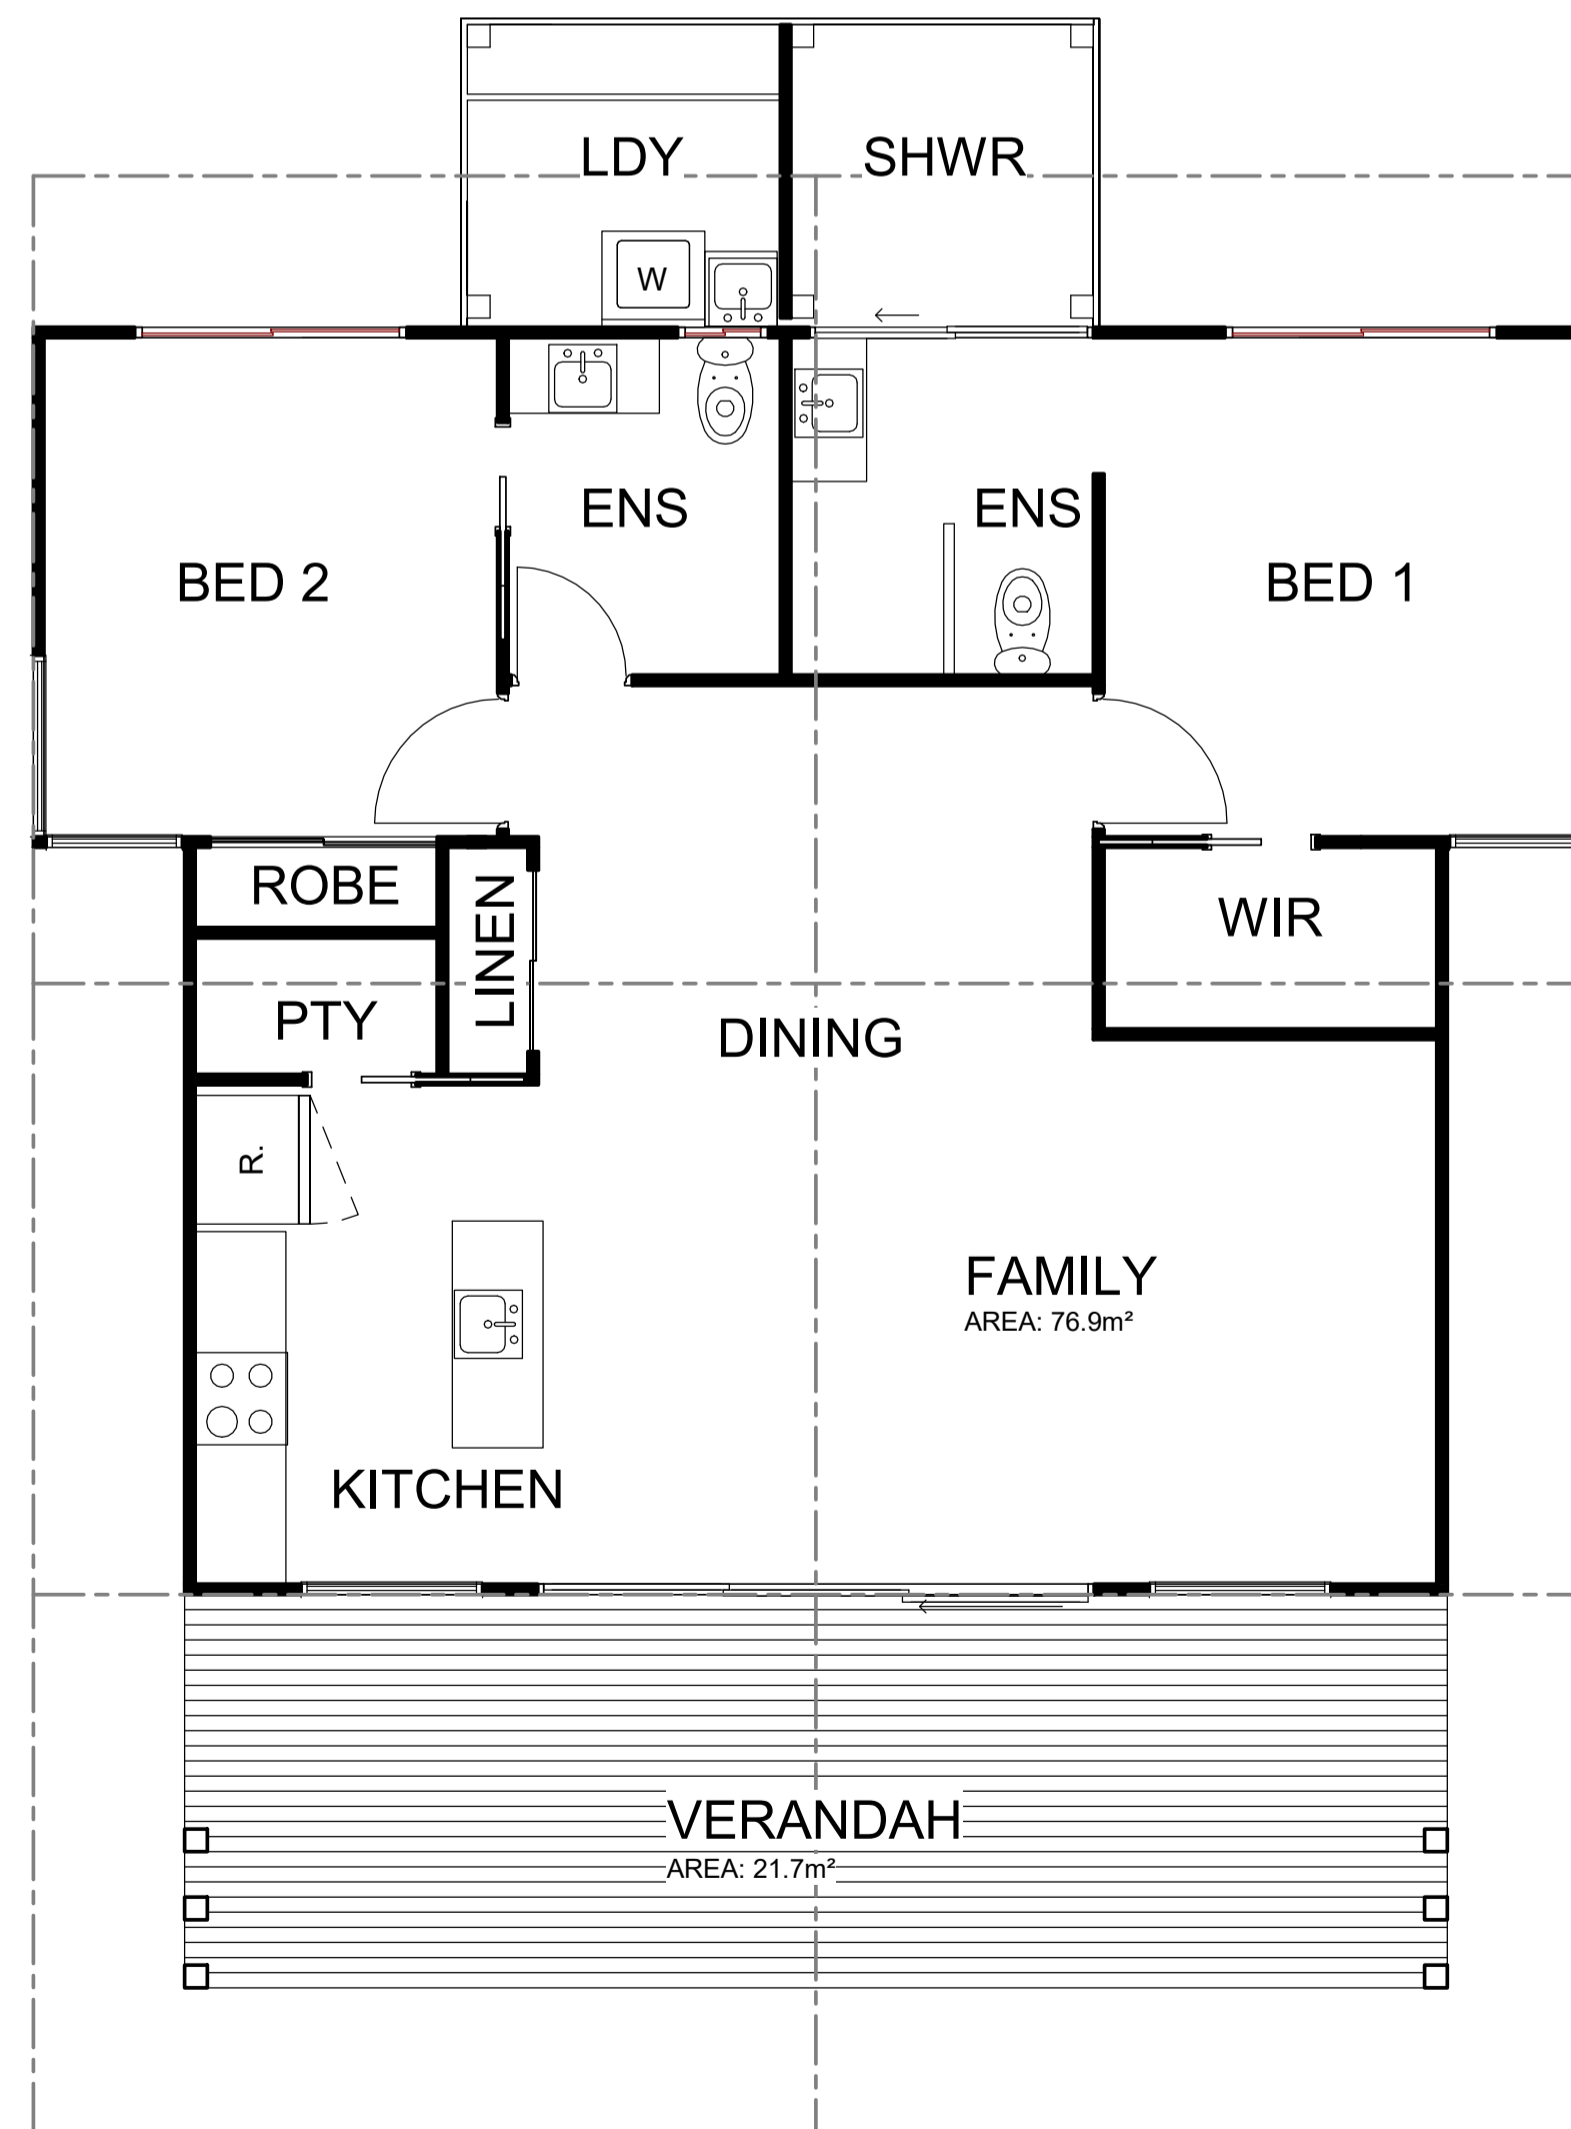 LDY
SHWR
W
ENS
ENS
BED 2
BED 1
ROBE
LINEN
WIR
PTY
DINING
R.
FAMILY
AREA: 76.9m²
KITCHEN
VERANDAH
AREA: 21.7m²